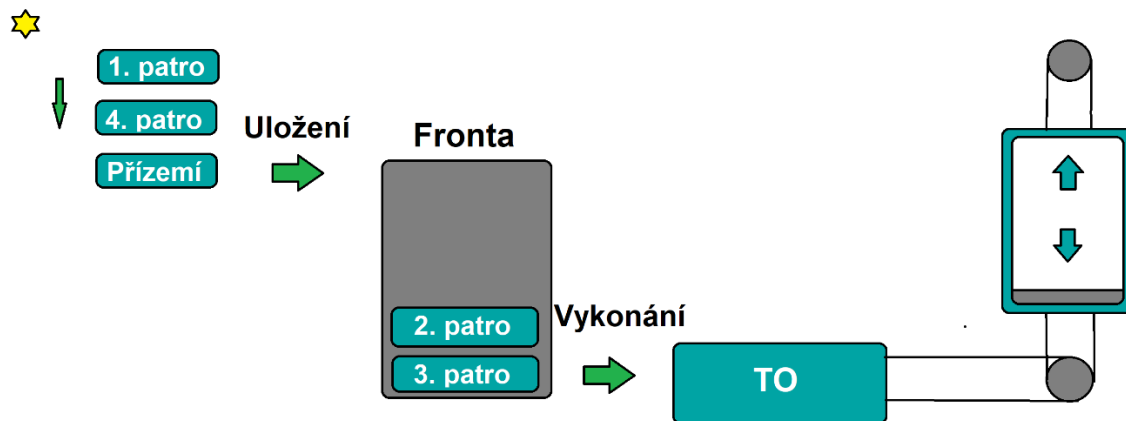 1. patro
4. patro
Přízemí
Uložení
Fronta
2. patro
3. patro
Vykonání
TO